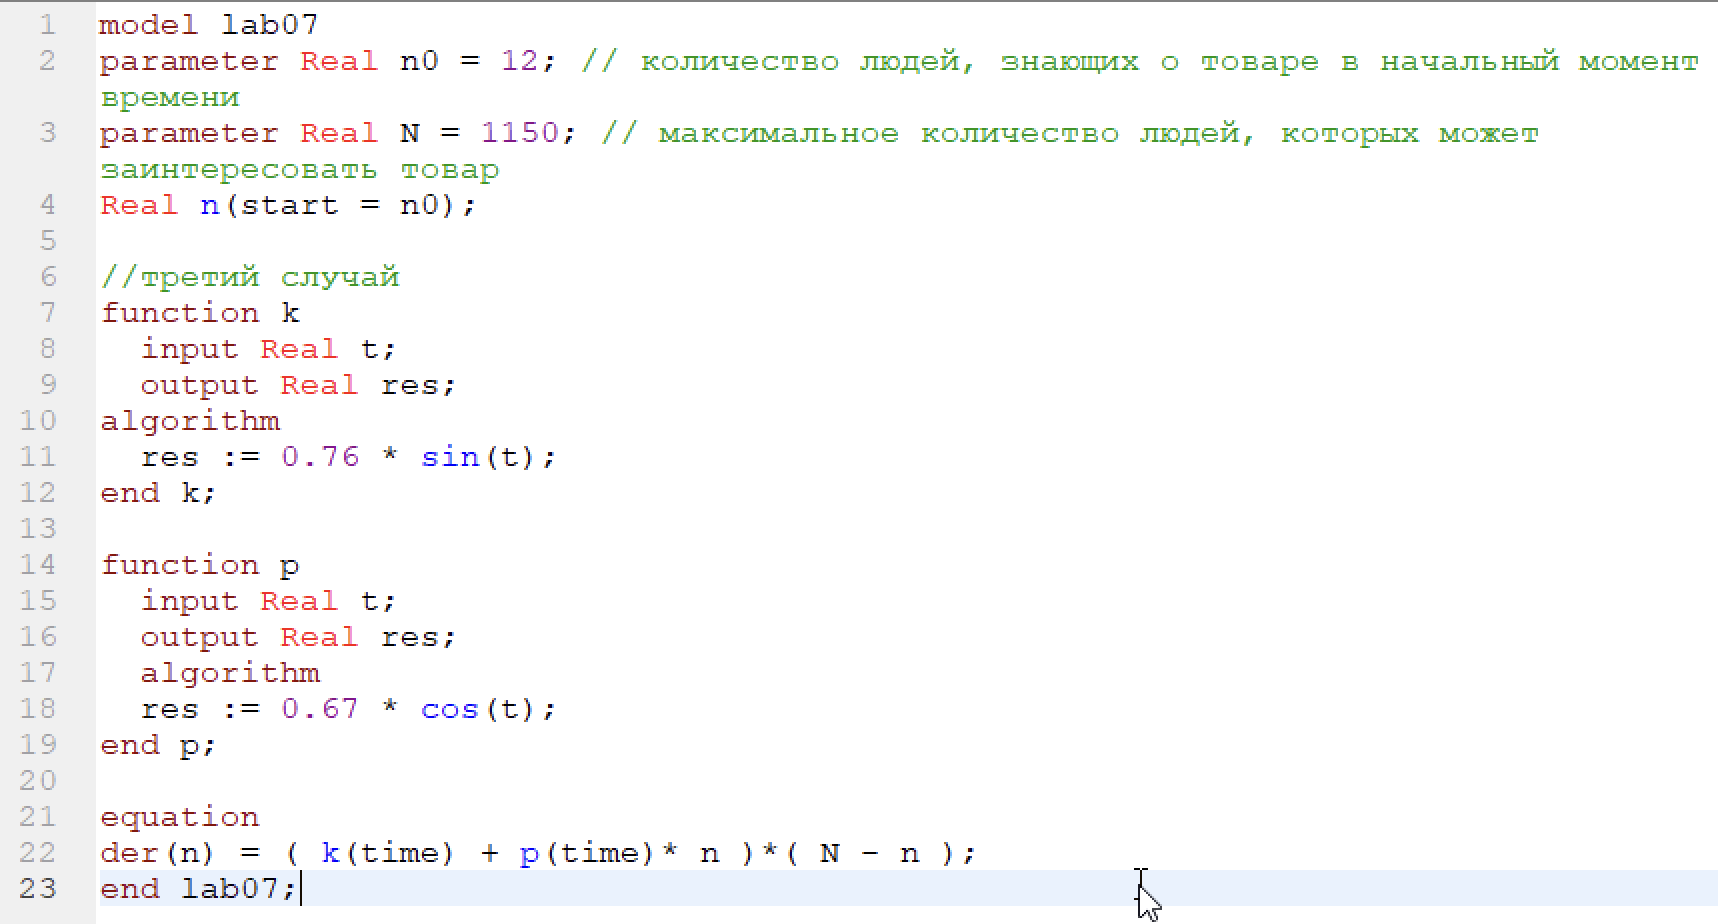 1 model lab07
2 parameter Real n0 = 12; // количество людей, знающих о товаре в начальный момент
времени
3 parameter Real N = 1150; // максимальное количество людей, которых может
заинтересовать товар
4 Real n(start = n0);
5
6 //третий случай
7 function k
8   input Real t;
9   output Real res;
10 algorithm
11   res := 0.76 * sin(t);
12 end k;
13
14 function p
15   input Real t;
16   output Real res;
17   algorithm
18   res := 0.67 * cos(t);
19 end p;
20
21 equation
22 der(n) = ( k(time) + p(time)* n )*( N - n );
23 end lab07;